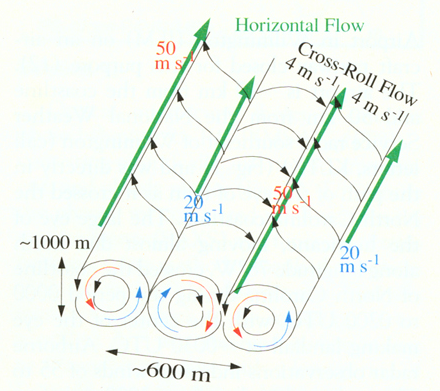 Horizontal Flow
50
m s-1
Cross-Roll Flow
4 m s-1
4 m s-1
20
m s-1
50
m s-1
20
m s-1
~1000 m
~600 m